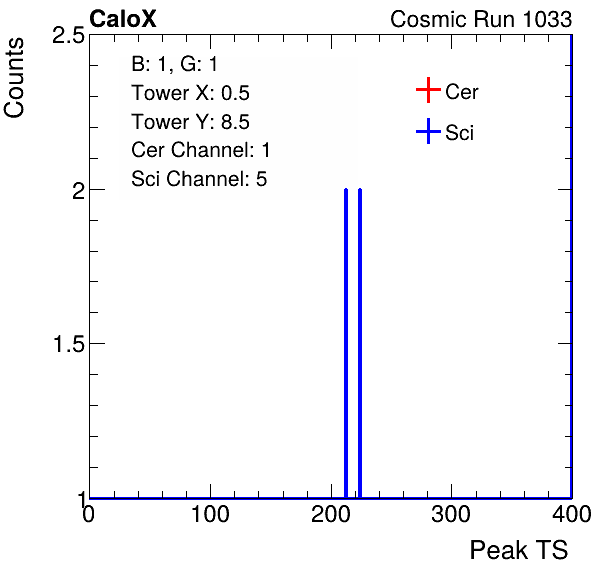 CaloX Cosmic Run 1033
Counts
2.5
2
1.5
1
B: 1, G: 1
Tower X: 0.5
Tower Y: 8.5
Cer Channel: 1
Sci Channel: 5
Cer
Sci
0 100 200 300 400
Peak TS